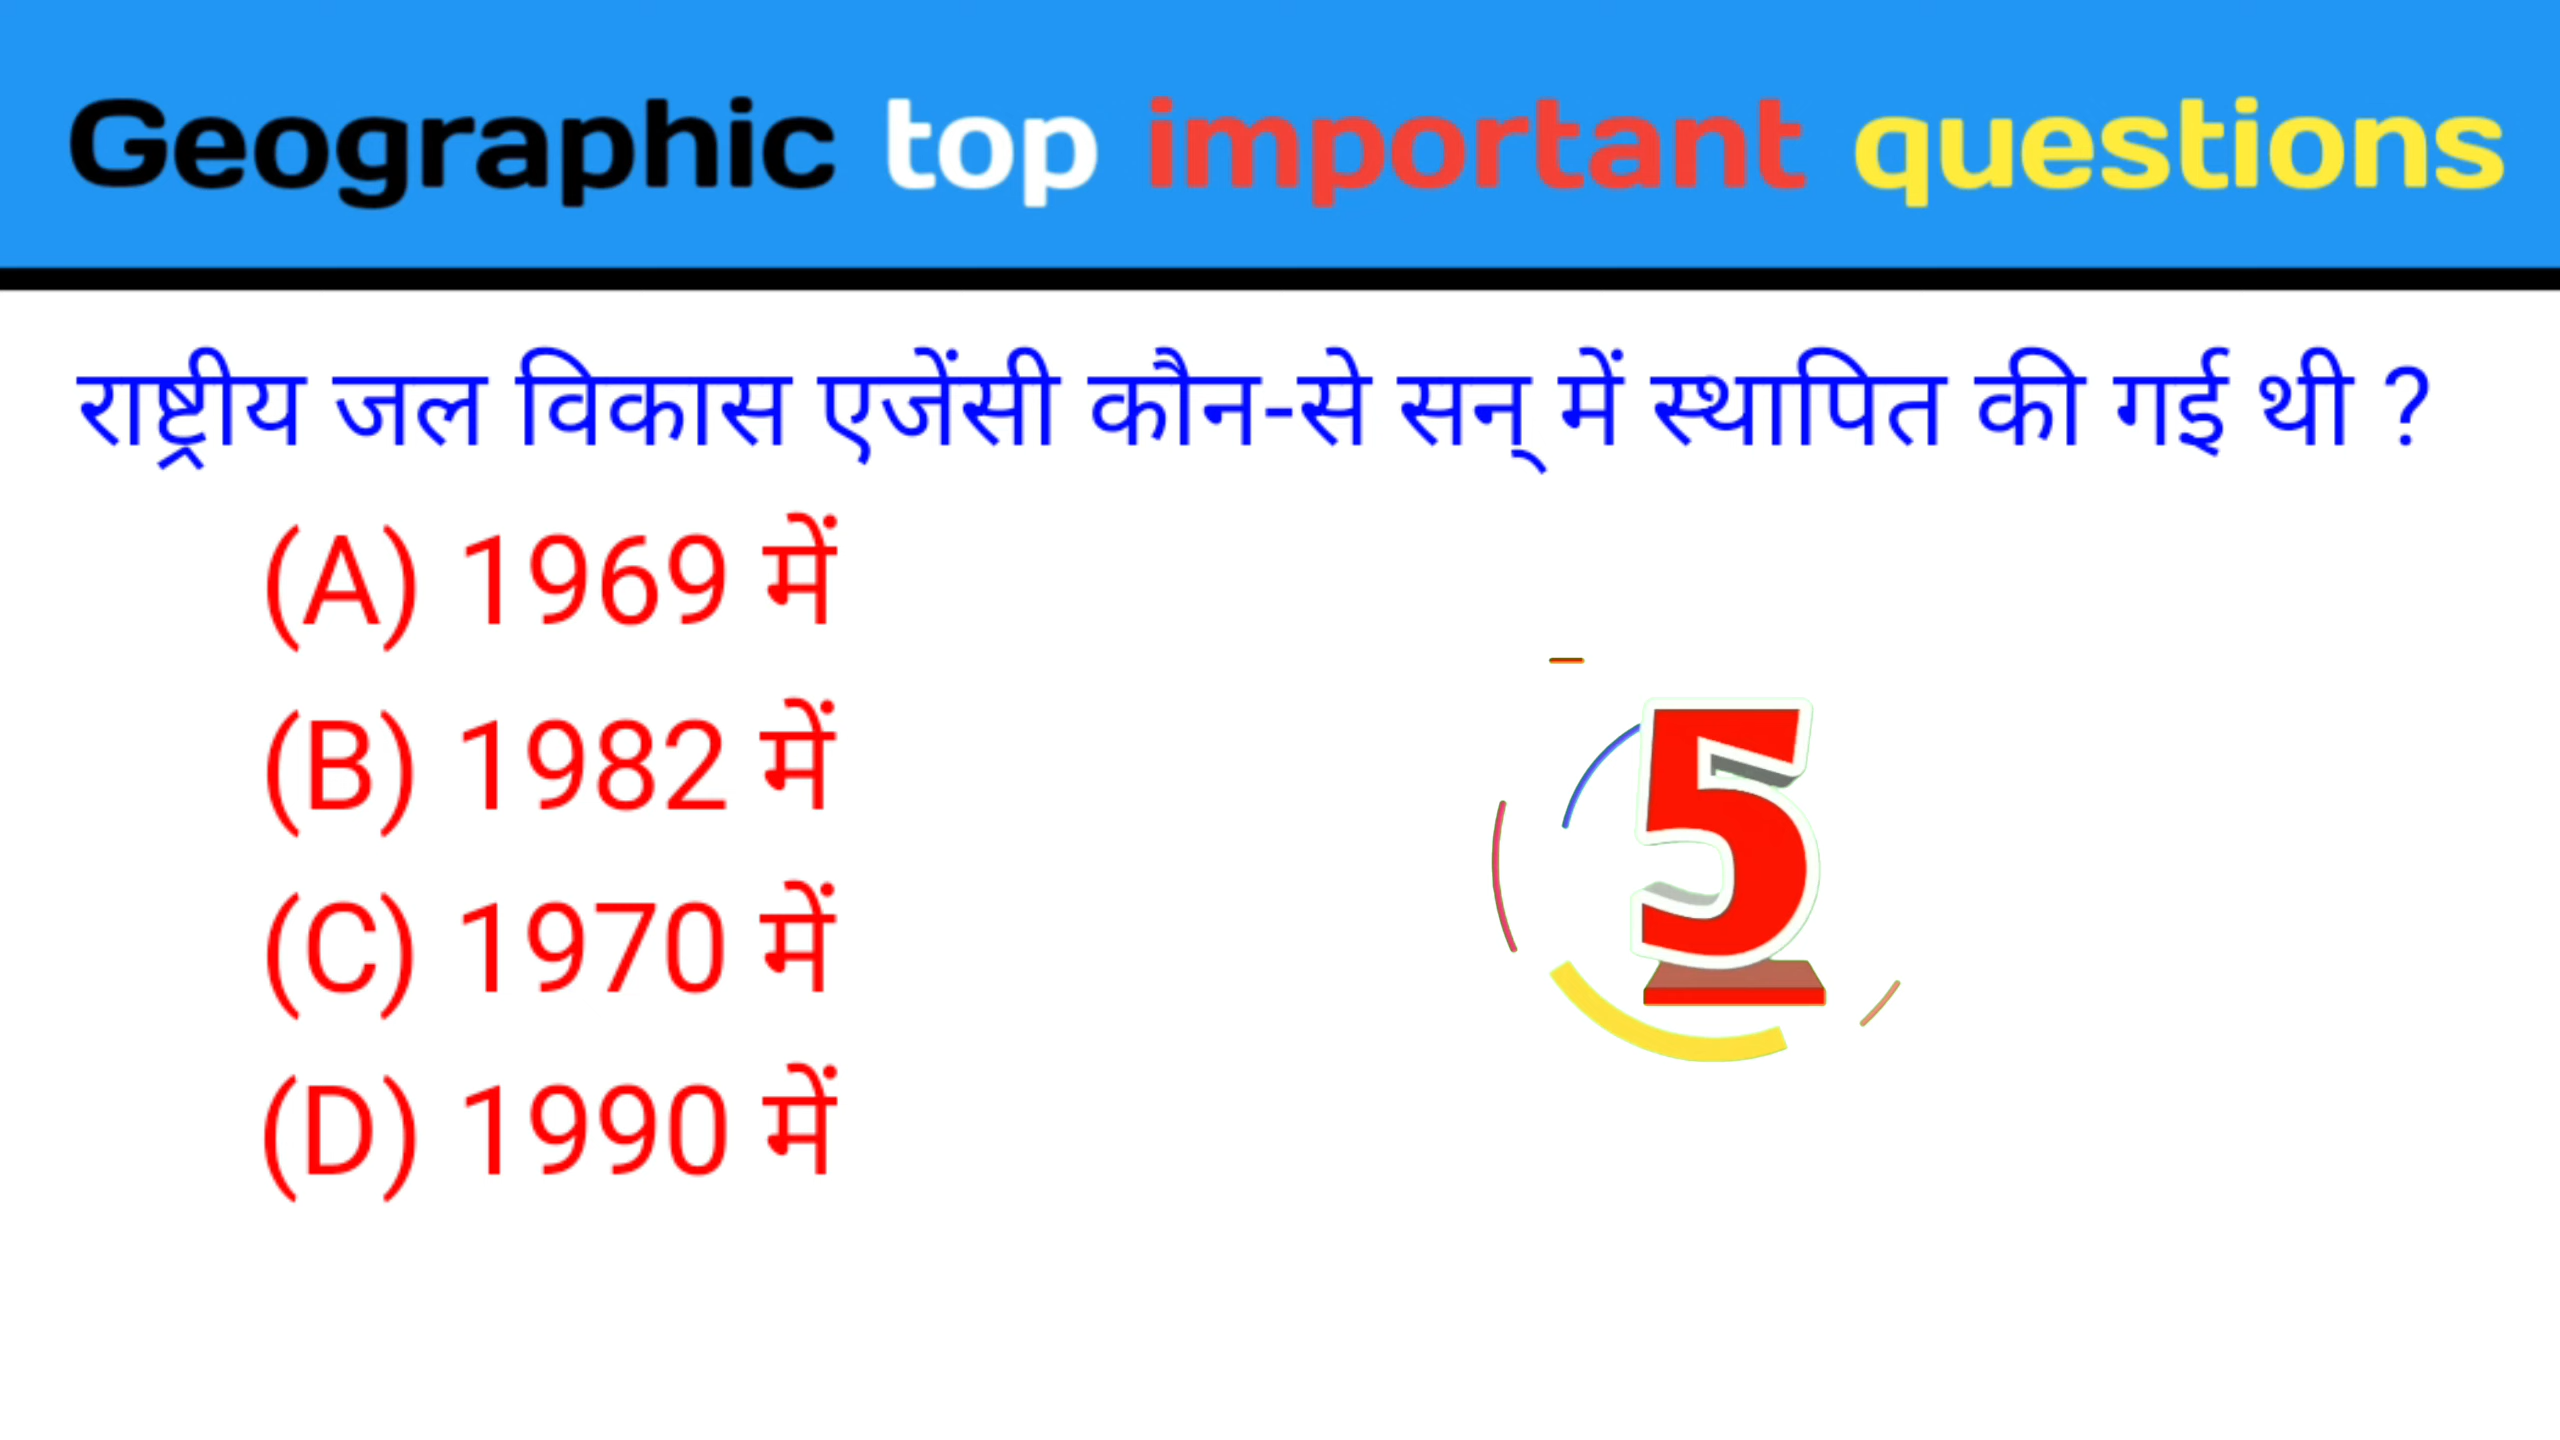 Geographic top important questions
राष्ट्रीय जल विकास एजेंसी कौन-से सन् में स्थापित की गई थी ?
(A) 1969 में
(B) 1982 में
(C) 1970 में
(D) 1990 में
5